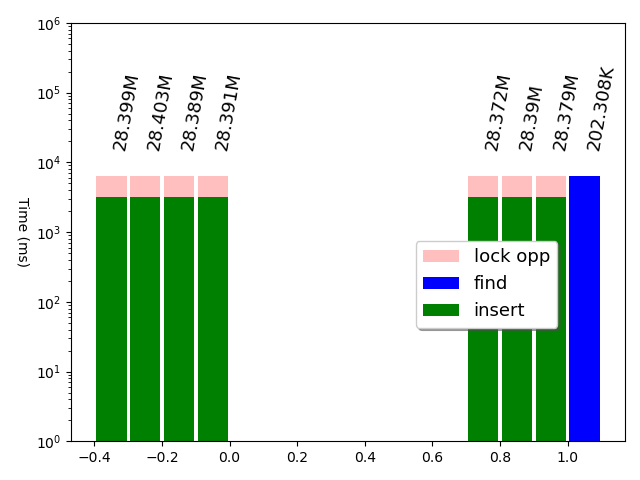 10⁶
10⁵
10⁴
10³
10²
10¹
10⁰
Time (ms)
28.399M
28.403M
28.389M
28.391M
28.372M
28.39M
28.379M
202.308K
lock opp
find
insert
−0.4 −0.2 0.0 0.2 0.4 0.6 0.8 1.0